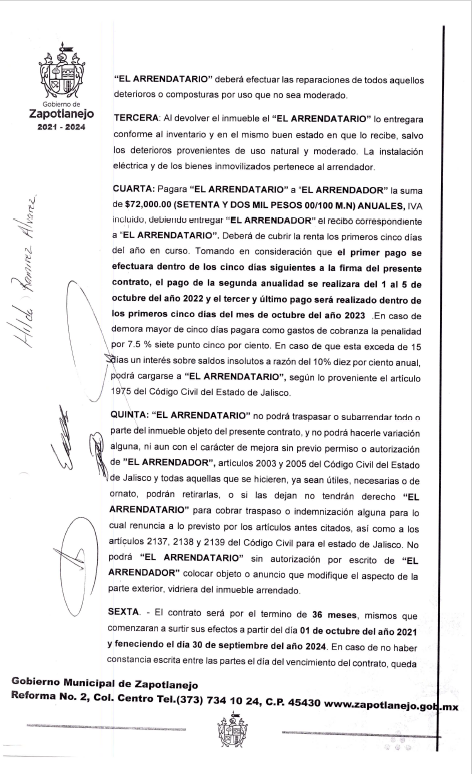 Gobierno de
Zapotlanejo
2021 - 2024
"EL ARRENDATARIO" deberá efectuar las reparaciones de todos aquellos
deterioros o composturas por uso que no sea moderado.
TERCERA: Al devolver el inmueble el "EL ARRENDATARIO" lo entregara
conforme al inventario y en el mismo buen estado en que lo recibe, salvo
los deterioros provenientes de uso natural y moderado. La instalación
eléctrica y de los bienes inmovilizados pertenece al arrendador.
CUARTA: Pagara "EL ARRENDATARIO" a "EL ARRENDADOR" la suma
de $72,000.00 (SETENTA Y DOS MIL PESOS 00/100 M.N) ANUALES, IVA
incluido, debiendo entregar "EL ARRENDADOR" el recibo correspondiente
a "EL ARRENDATARIO". Deberá de cubrir la renta los primeros cinco días
del año en curso. Tomando en consideración que el primer pago se
efectuara dentro de los cinco días siguientes a la firma del presente
contrato, el pago de la segunda anualidad se realizara del 1 al 5 de
octubre del año 2022 y el tercer y último pago será realizado dentro de
los primeros cinco días del mes de octubre del año 2023 .En caso de
demora mayor de cinco días pagara como gastos de cobranza la penalidad
por 7.5 % siete punto cinco por ciento. En caso de que esta exceda de 15
días un interés sobre saldos insolutos a razón del 10% diez por ciento anual,
podrá cargarse a "EL ARRENDATARIO", según lo proveniente el artículo
1975 del Código Civil del Estado de Jalisco.
QUINTA: "EL ARRENDATARIO" no podrá traspasar o subarrendar todo o
parte del inmueble objeto del presente contrato, y no podrá hacerle variación
alguna, ni aun con el carácter de mejora sin previo permiso o autorización
de "EL ARRENDADOR", artículos 2003 y 2005 del Código Civil del Estado
de Jalisco y todas aquellas que se hicieren, ya sean útiles, necesarias o de
ornato, podrán retirarlas, o si las dejan no tendrán derecho "EL
ARRENDATARIO" para cobrar traspaso o indemnización alguna para lo
cual renuncia a lo previsto por los artículos antes citados, así como a los
artículos 2137, 2138 y 2139 del Código Civil para el estado de Jalisco. No
podrá "EL ARRENDATARIO" sin autorización por escrito de "EL
ARRENDADOR" colocar objeto o anuncio que modifique el aspecto de la
parte exterior, vidriera del inmueble arrendado.
SEXTA. - El contrato será por el termino de 36 meses, mismos que
comenzaran a surtir sus efectos a partir del día 01 de octubre del año 2021
y feneciendo el día 30 de septiembre del año 2024. En caso de no haber
constancia escrita entre las partes el día del vencimiento del contrato, queda
Hilda Ramirez Alvarez
Gobierno Municipal de Zapotlanejo
Reforma No. 2, Col. Centro Tel.(373) 734 10 24, C.P. 45430 www.zapotlanejo.gob.mx